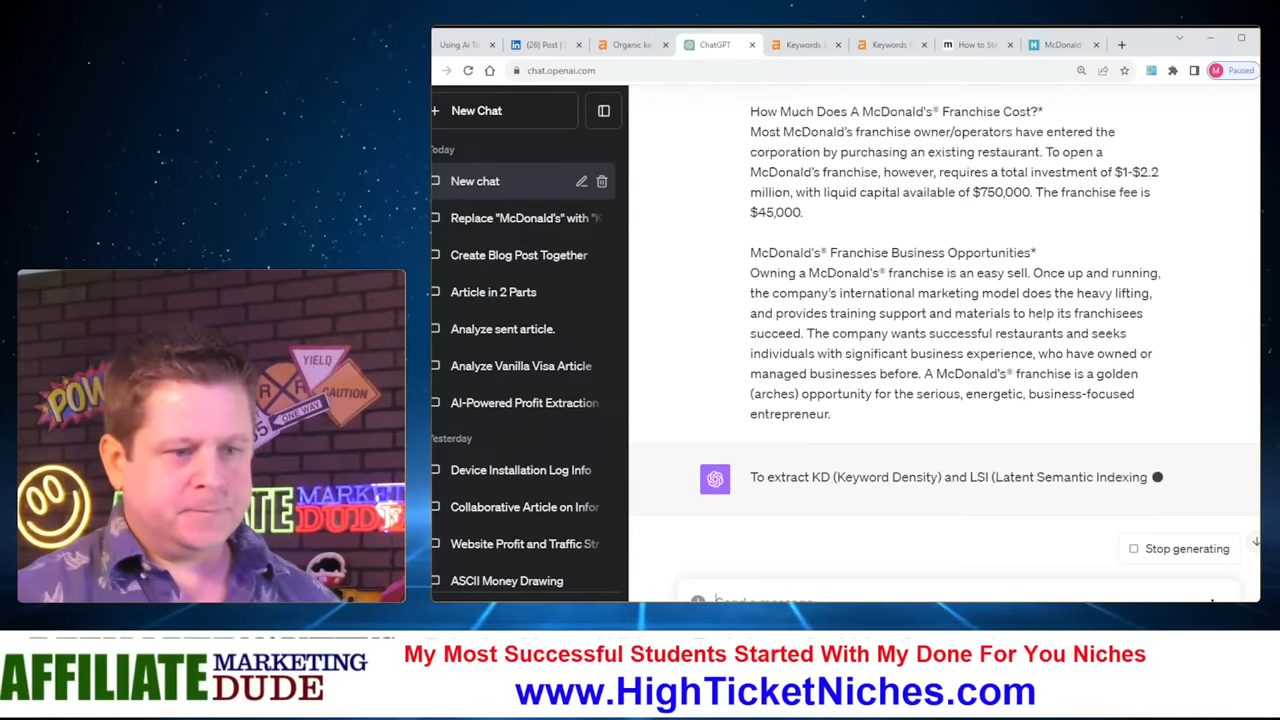 Using Ai To
(26) Post |
Organic ke
ChatGPT
Keywords
Keywords
How to Sta
McDonald'
chat.openai.com
M Paused
+ New Chat
Today
New chat
Replace "McDonald's" with "K
Create Blog Post Together
Article in 2 Parts
Analyze sent article.
Analyze Vanilla Visa Article
AI-Powered Profit Extraction
Yesterday
Device Installation Log Info
Collaborative Article on Infor
Website Profit and Traffic Str
ASCII Money Drawing
How Much Does A McDonald's® Franchise Cost?*
Most McDonald's franchise owner/operators have entered the
corporation by purchasing an existing restaurant. To open a
McDonald's franchise, however, requires a total investment of $1-$2.2
million, with liquid capital available of $750,000. The franchise fee is
$45,000.
McDonald's® Franchise Business Opportunities*
Owning a McDonald's® franchise is an easy sell. Once up and running,
the company's international marketing model does the heavy lifting,
and provides training support and materials to help its franchisees
succeed. The company wants successful restaurants and seeks
individuals with significant business experience, who have owned or
managed businesses before. A McDonald's® franchise is a golden
(arches) opportunity for the serious, energetic, business-focused
entrepreneur.
To extract KD (Keyword Density) and LSI (Latent Semantic Indexing
Stop generating
Send a message
POW
YIELD
CAUTION
R R
ONE WAY
MARKET
DUDE
AFFILIATE MARKETING
DUDE
My Most Successful Students Started With My Done For You Niches
www.HighTicketNiches.com